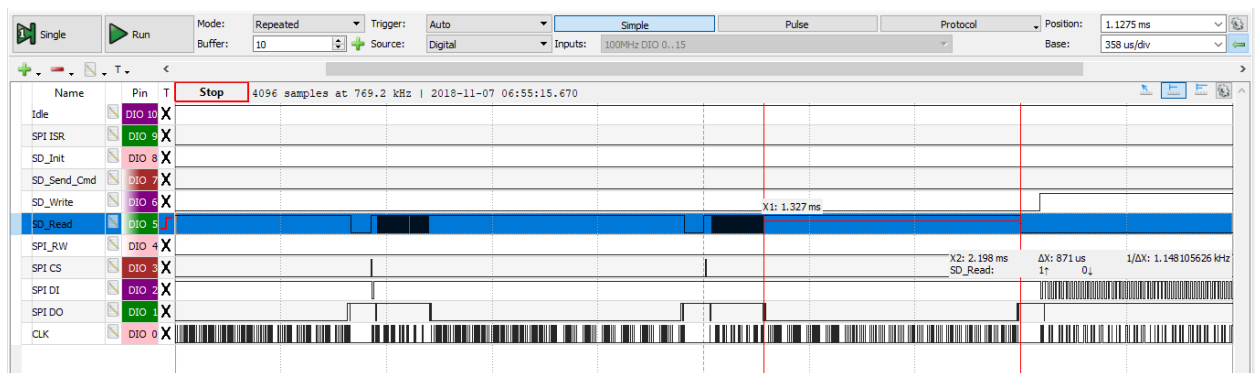 Single Run Mode: Repeated Trigger: Auto Simple Pulse Protocol Position: 1.1275 ms
Buffer: 10 Source: Digital Inputs: 100MHz DIO 0..15 Base: 358 us/div
T
Name Pin T Stop 4096 samples at 769.2 kHz | 2018-11-07 06:55:15.670
Idle DIO 10 X
SPI ISR DIO 9 X
SD_Init DIO 8 X
SD_Send_Cmd DIO 7 X
SD_Write DIO 6 X
X1: 1.327 ms
SD_Read DIO 5
SPI_RW DIO 4 X
X2: 2.198 ms ΔX: 871 us 1/ΔX: 1.148105626 kHz
SPI CS DIO 3 X
SD_Read: 1↑ 0↓
SPI DI DIO 2 X
SPI DO DIO 1 X
CLK DIO 0 X